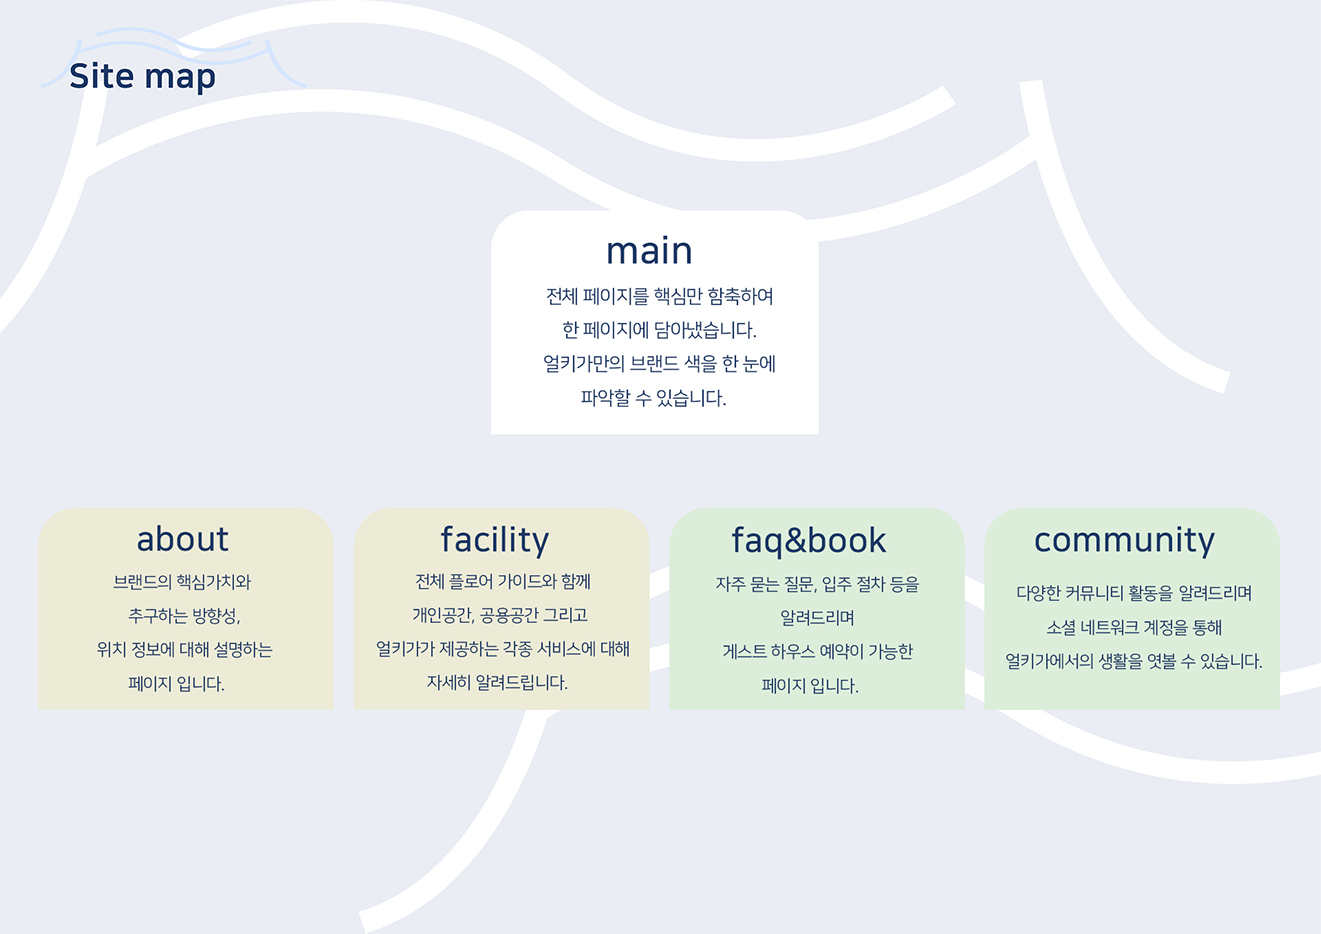 Site map
main
전체 페이지를 핵심만 함축하여
한 페이지에 담아냈습니다.
얼키가만의 브랜드 색을 한 눈에
파악할 수 있습니다.
about
브랜드의 핵심가치와
추구하는 방향성,
위치 정보에 대해 설명하는
페이지 입니다.
facility
전체 플로어 가이드와 함께
개인공간, 공용공간 그리고
얼키가가 제공하는 각종 서비스에 대해
자세히 알려드립니다.
faq&book
자주 묻는 질문, 입주 절차 등을
알려드리며
게스트 하우스 예약이 가능한
페이지 입니다.
community
다양한 커뮤니티 활동을 알려드리며
소셜 네트워크 계정을 통해
얼키가에서의 생활을 엿볼 수 있습니다.